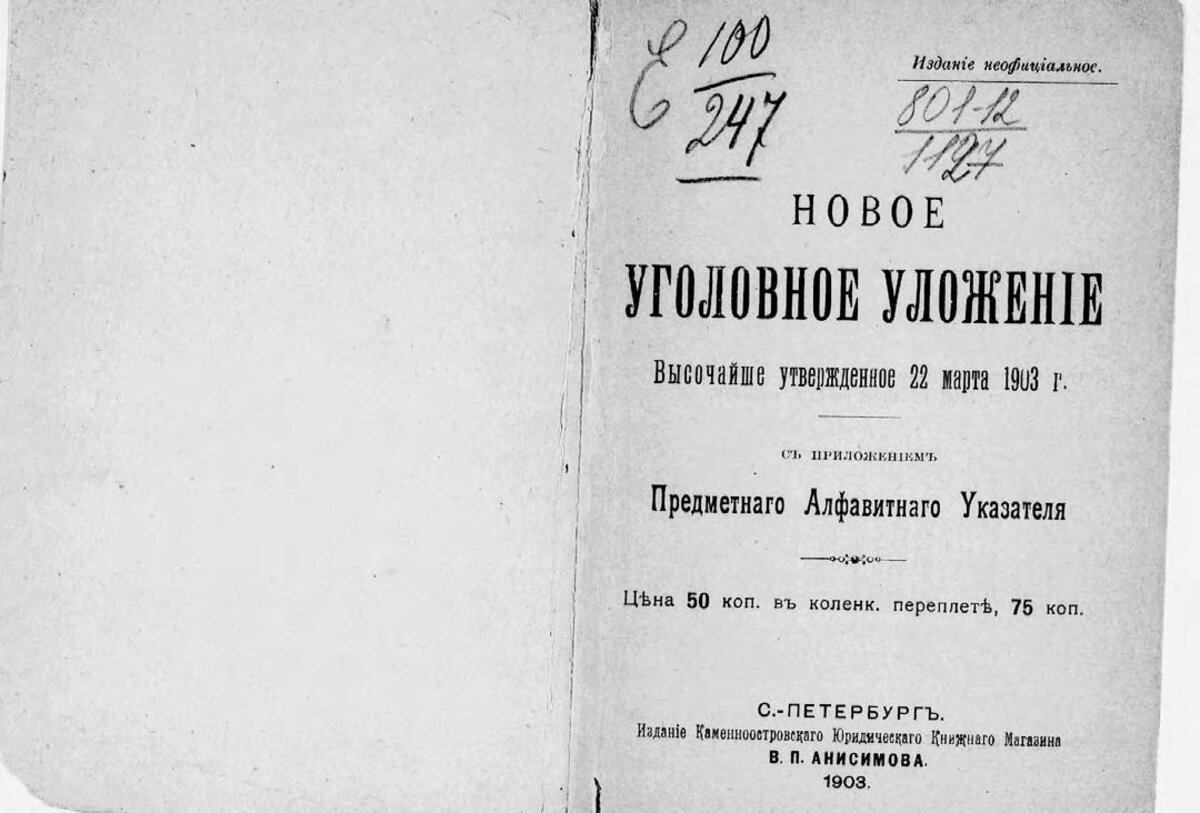 Е 100
247
Изданіе неофиціальное.
801-12
1127
НОВОЕ
УГОЛОВНОЕ УЛОЖЕНІЕ
Высочайше утвержденное 22 марта 1903 г.
СЪ ПРИЛОЖЕНІЕМЪ
Предметнаго Алфавитнаго Указателя
Цѣна 50 коп. въ коленк. переплетѣ, 75 коп.
С.-ПЕТЕРБУРГЪ.
Изданіе Каменноостровскаго Юридическаго Книжнаго Магазина
В. П. АНИСИМОВА.
1903.